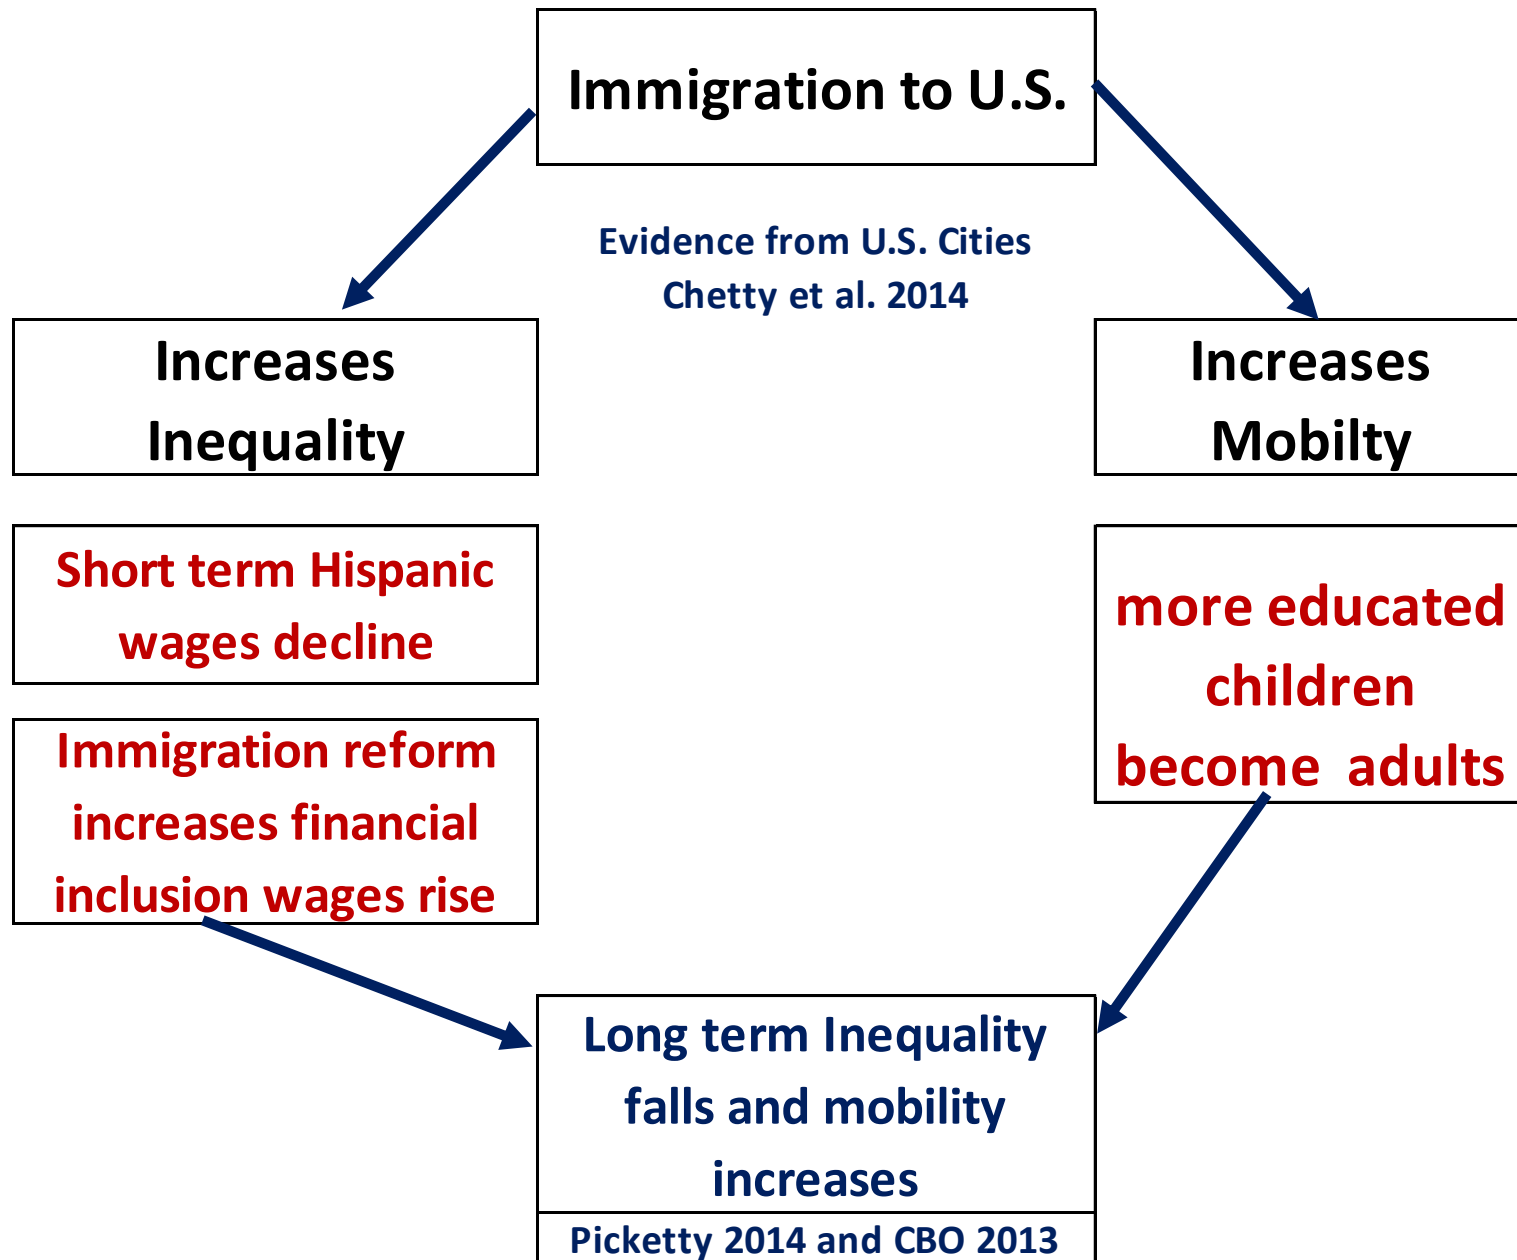 Immigration to U.S.
Evidence from U.S. Cities
Chetty et al. 2014
Increases
Inequality
Increases
Mobilty
Short term Hispanic
wages decline
more educated
children
become  adults
Immigration reform
increases financial
inclusion wages rise
Long term Inequality
falls and mobility
increases
Picketty 2014 and CBO 2013